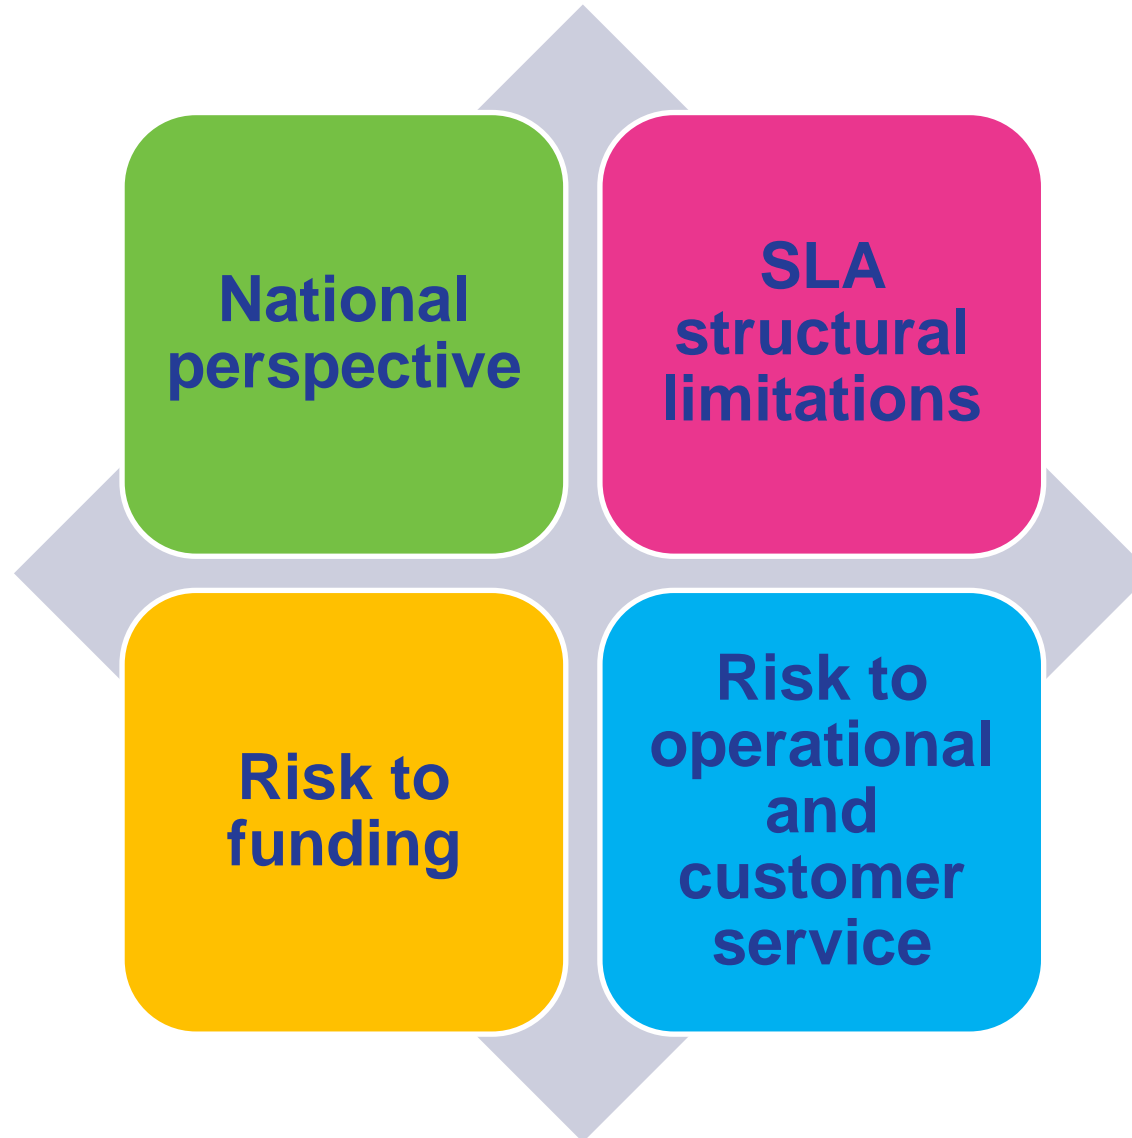 National
perspective
SLA
structural
limitations
Risk to
funding
Risk to
operational
and
customer
service